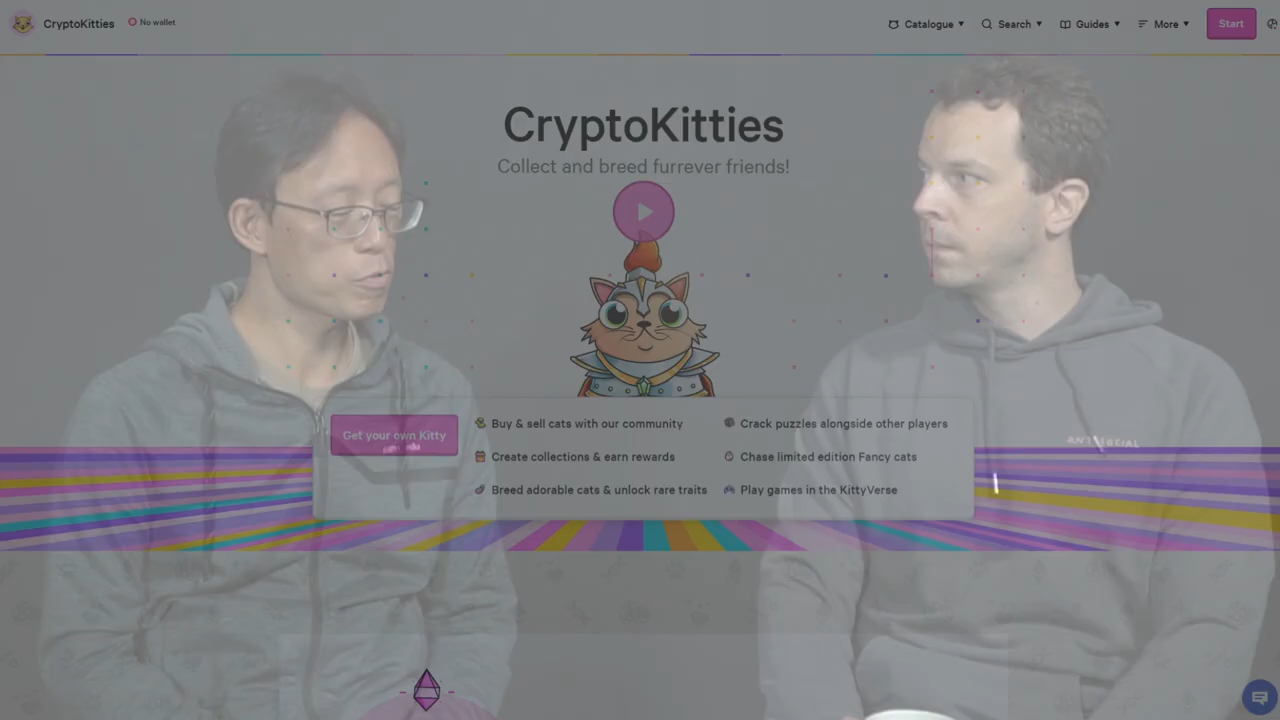 CryptoKitties
No wallet
Catalogue
Search
Guides
More
Start
CryptoKitties
Collect and breed furrever friends!
Get your own Kitty
Buy & sell cats with our community
Crack puzzles alongside other players
Create collections & earn rewards
Chase limited edition Fancy cats
Breed adorable cats & unlock rare traits
Play games in the KittyVerse